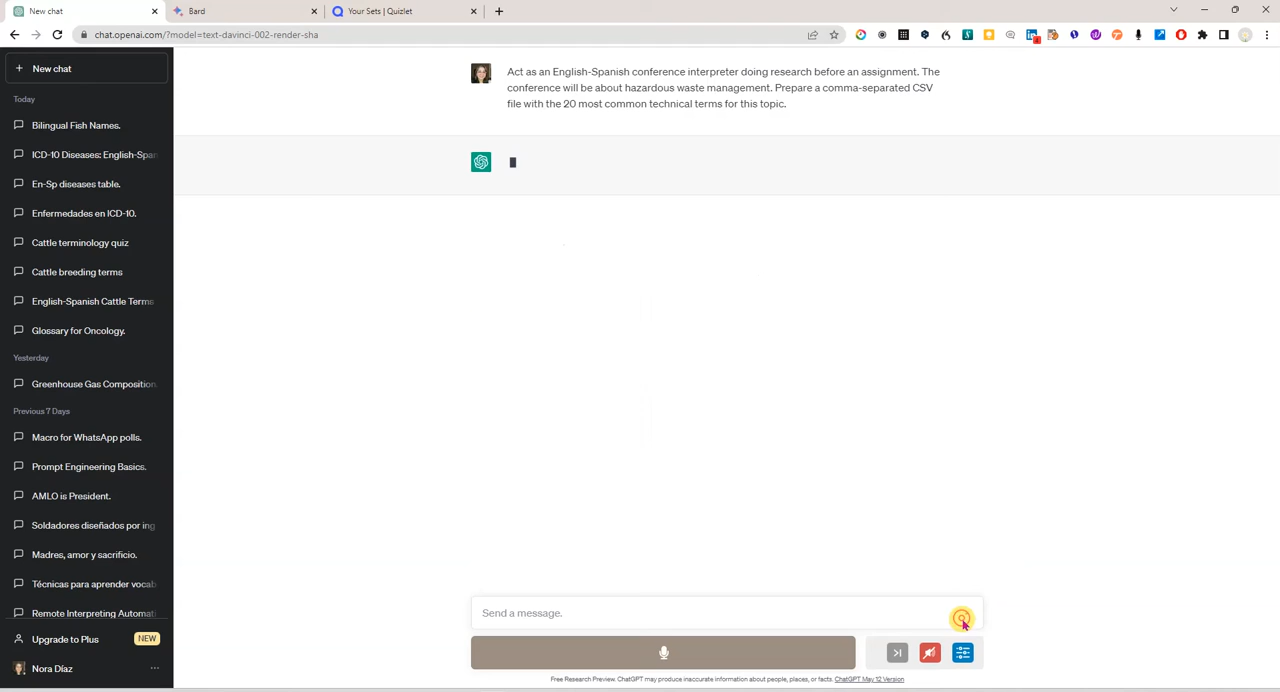 New chat
Bard
Your Sets | Quizlet
chat.openai.com/?model=text-davinci-002-render-sha
New chat
Today
Bilingual Fish Names.
ICD-10 Diseases: English-Span
En-Sp diseases table.
Enfermedades en ICD-10.
Cattle terminology quiz
Cattle breeding terms
English-Spanish Cattle Terms
Glossary for Oncology.
Yesterday
Greenhouse Gas Composition.
Previous 7 Days
Macro for WhatsApp polls.
Prompt Engineering Basics.
AMLO is President.
Soldadores diseñados por ing
Madres, amor y sacrificio.
Técnicas para aprender vocab
Remote Interpreting Automati
Upgrade to Plus
NEW
Nora Díaz
Act as an English-Spanish conference interpreter doing research before an assignment. The
conference will be about hazardous waste management. Prepare a comma-separated CSV
file with the 20 most common technical terms for this topic.
Send a message.
Free Research Preview. ChatGPT may produce inaccurate information about people, places, or facts. ChatGPT May 12 Version